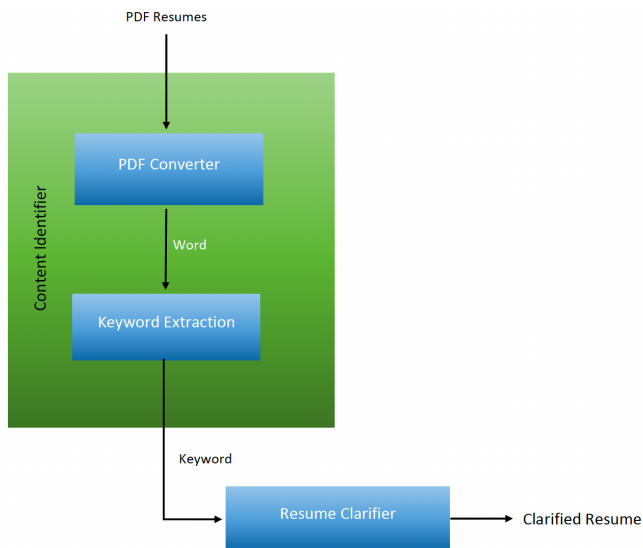 PDF Resumes
PDF Converter
Content Identifier
Word
Keyword Extraction
Keyword
Resume Clarifier
Clarified Resume